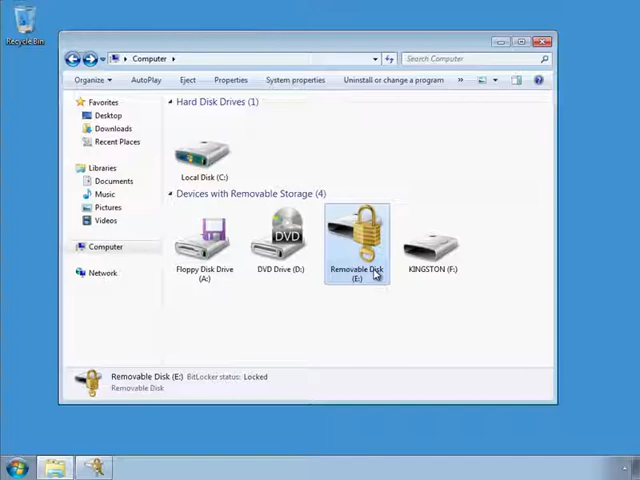 Recycle Bin
Computer
Search Computer
Organize AutoPlay Eject Properties System properties Uninstall or change a program »
Favorites
Desktop
Downloads
Recent Places
Libraries
Documents
Music
Pictures
Videos
Computer
Network
Hard Disk Drives (1)
Local Disk (C:)
Devices with Removable Storage (4)
Floppy Disk Drive
(A:)
DVD
DVD Drive (D:)
Removable Disk
(E:)
KINGSTON (F:)
Removable Disk (E:) BitLocker status: Locked
Removable Disk